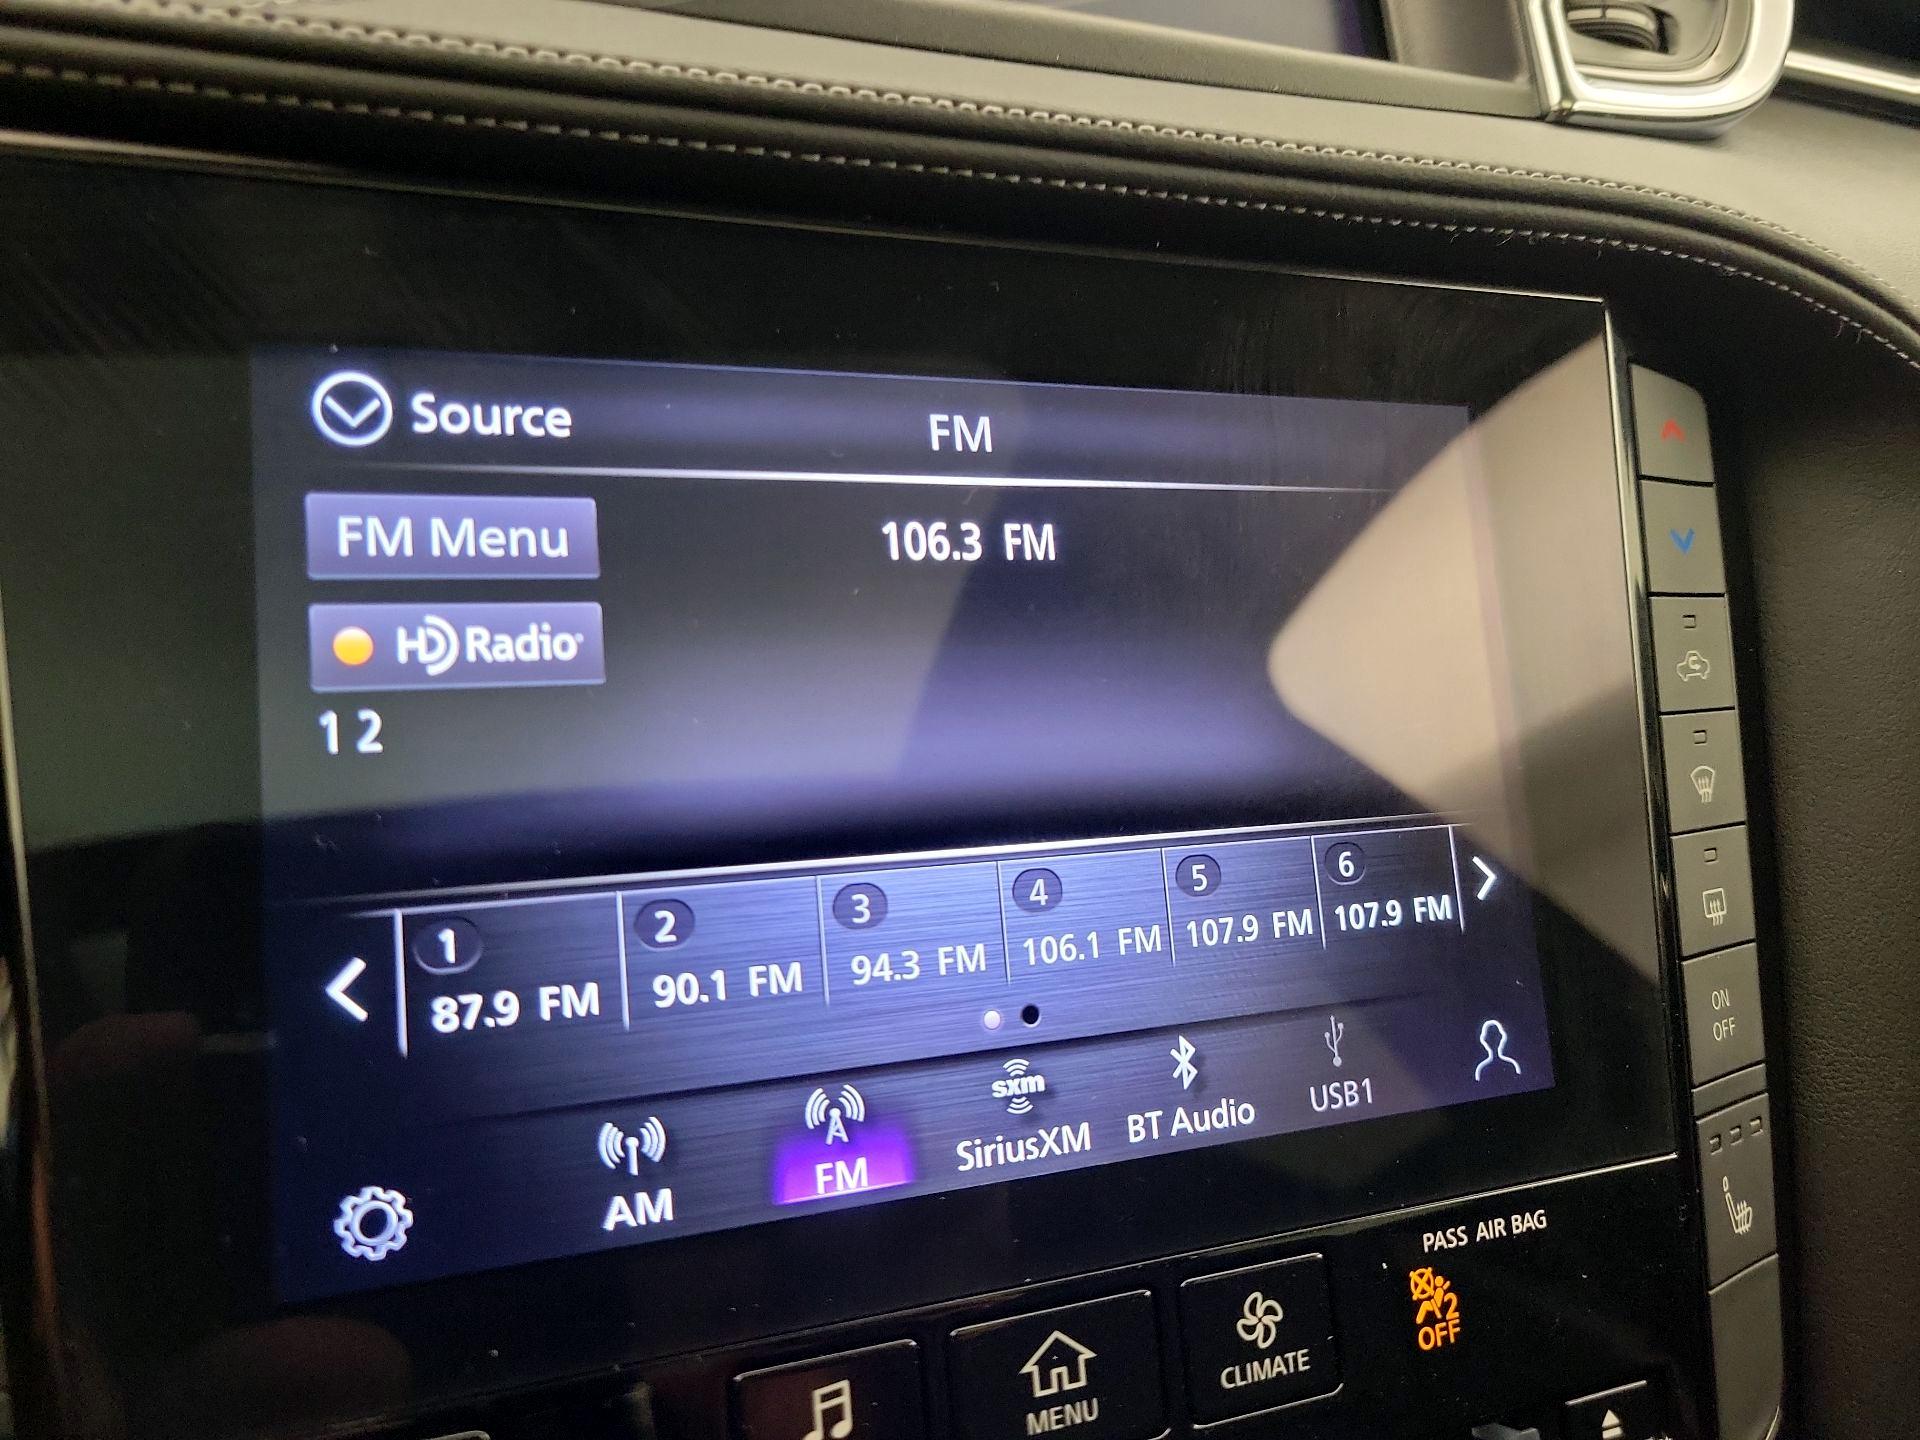 Source
FM
FM Menu
106.3 FM
HD Radio
1 2
1
2
3
4
5
6
87.9 FM
90.1 FM
94.3 FM
106.1 FM
107.9 FM
107.9 FM
AM
FM
sxm
SiriusXM
BT Audio
USB1
ON
OFF
PASS AIR BAG
2
OFF
MENU
CLIMATE